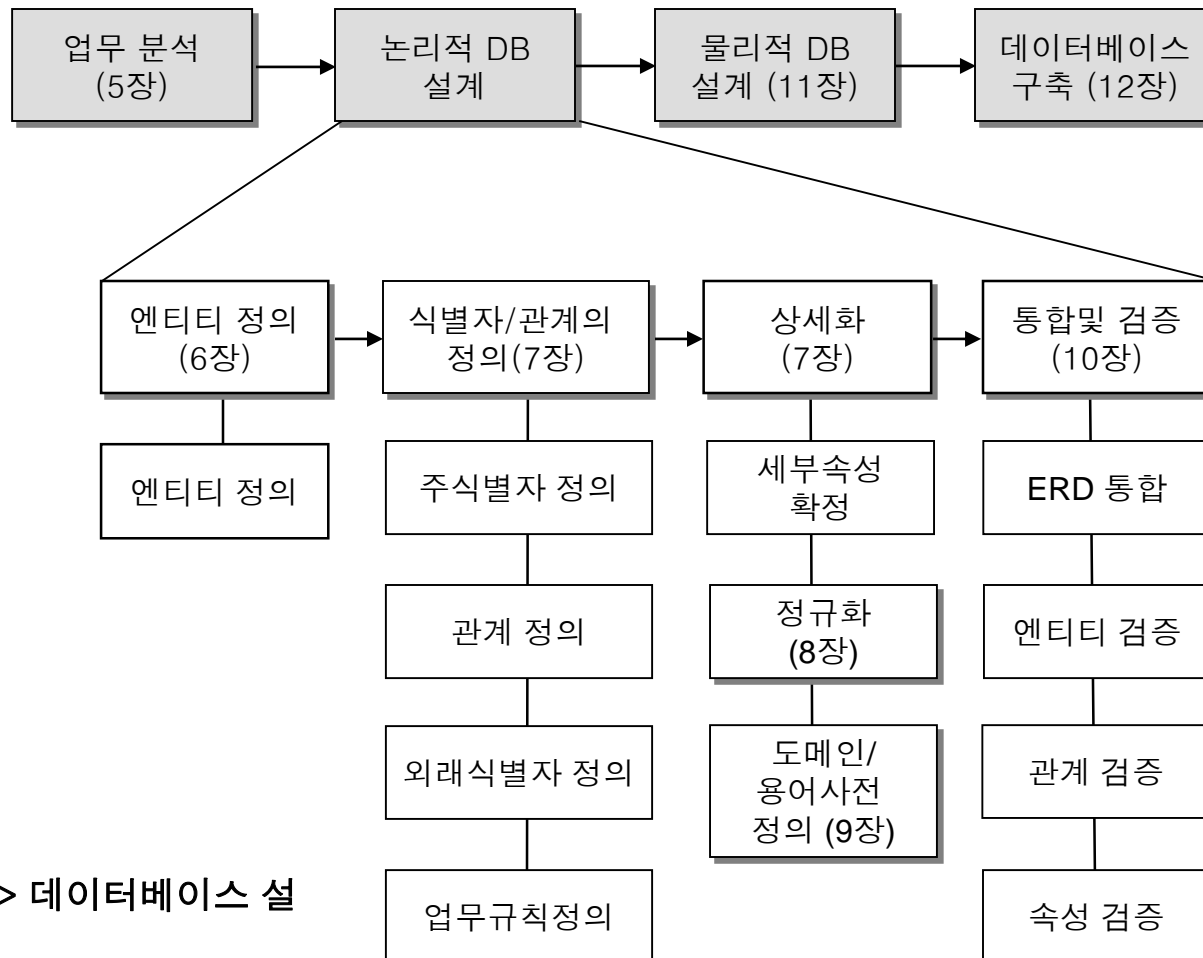 업무 분석
(5장)
논리적 DB
설계
물리적 DB
설계 (11장)
데이터베이스
구축 (12장)
엔티티 정의
(6장)
식별자/관계의
정의(7장)
상세화
(7장)
통합및 검증
(10장)
엔티티 정의
주식별자 정의
세부속성
확정
ERD 통합
관계 정의
정규화
(8장)
엔티티 검증
외래식별자 정의
도메인/
용어사전
정의 (9장)
관계 검증
> 데이터베이스 설
업무규칙정의
속성 검증